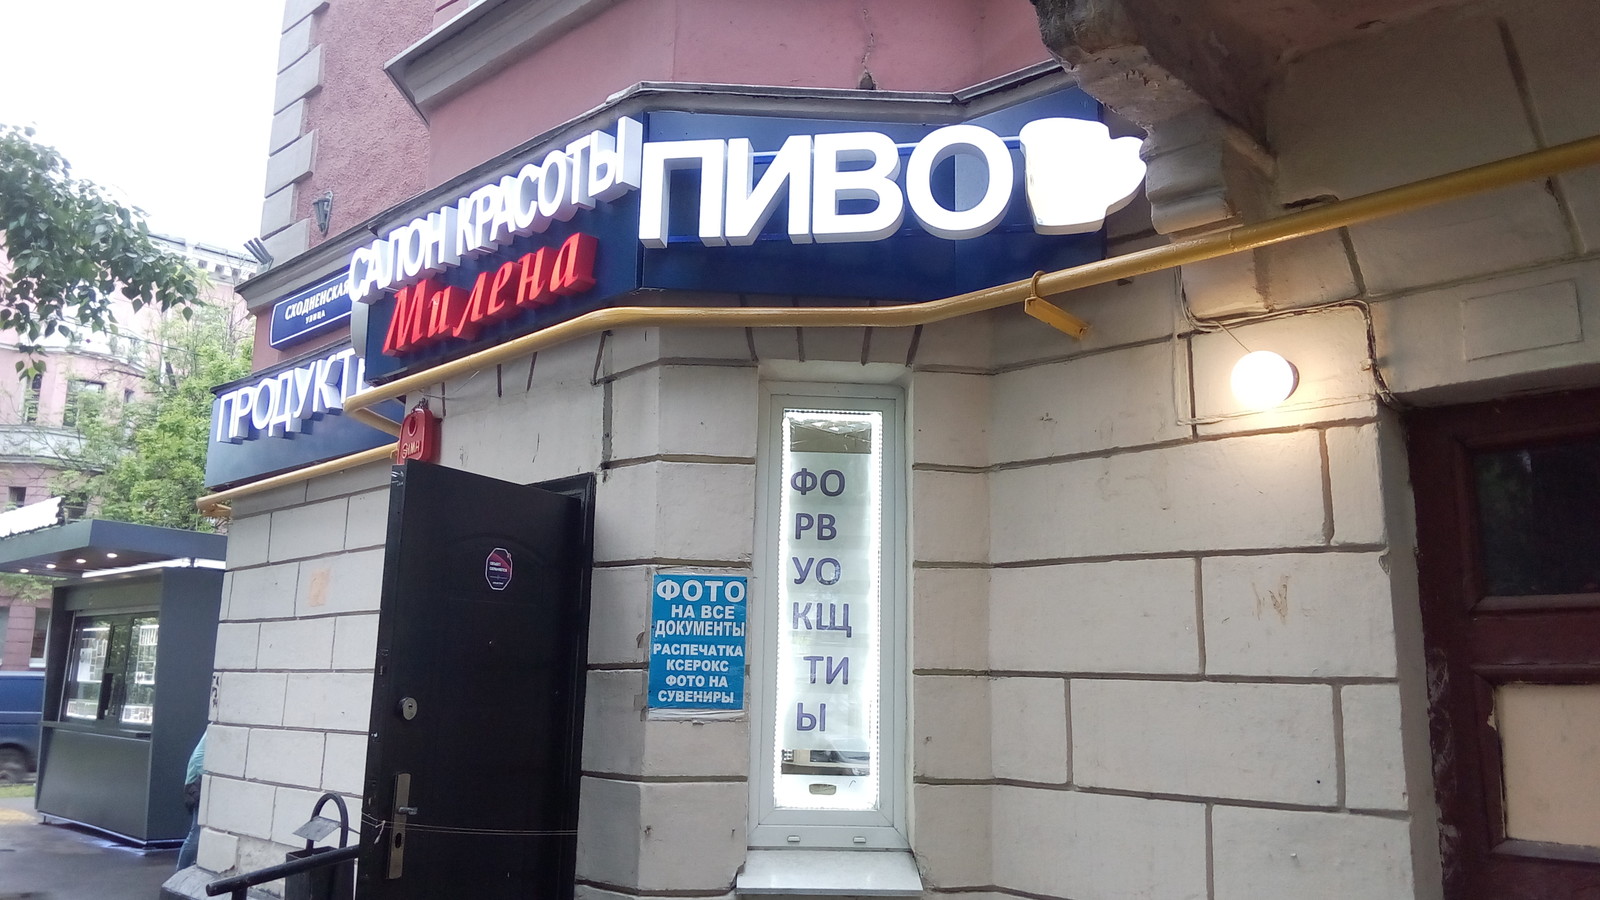 САЛОН КРАСОТЫ
Милена
ПИВО
СХОДНЕНСКАЯ
УЛИЦА
ПРОДУКТЫ
ФОТО
НА ВСЕ
ДОКУМЕНТЫ
РАСПЕЧАТКА
КСЕРОКС
ФОТО НА
СУВЕНИРЫ
ФО
РВ
УО
КЩ
ТИ
Ы